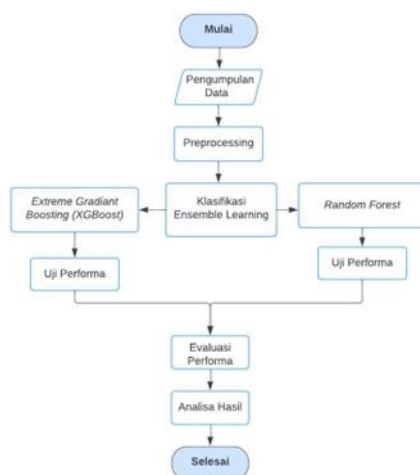 Mulai
Pengumpulan
Data
Preprocessing
Extreme Gradiant
Boosting (XGBoost)
Klasifikasi
Ensemble Learning
Random Forest
Uji Performa
Uji Performa
Evaluasi
Performa
Analisa Hasil
Selesai